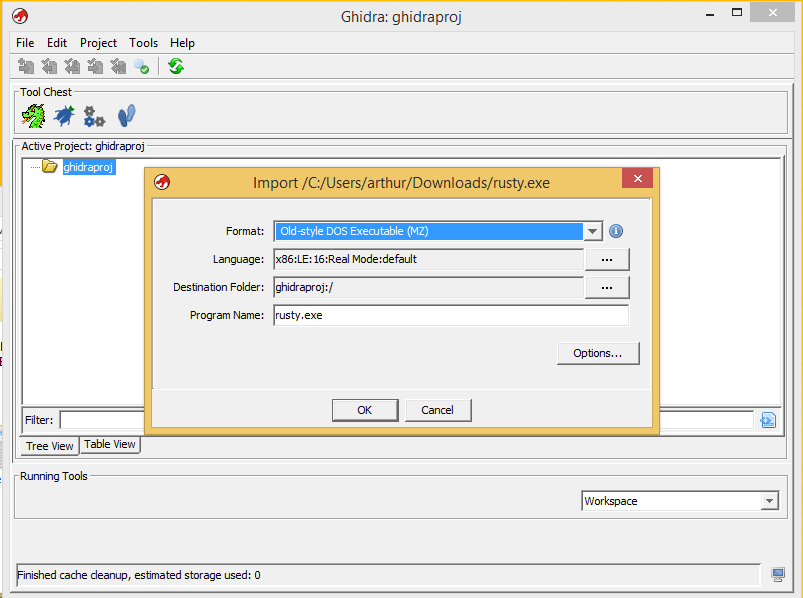 Ghidra: ghidraproj
File Edit Project Tools Help
Tool Chest
Active Project: ghidraproj
ghidraproj
Import /C:/Users/arthur/Downloads/rusty.exe
Format: Old-style DOS Executable (MZ)
Language: x86:LE:16:Real Mode:default ...
Destination Folder: ghidraproj:/ ...
Program Name: rusty.exe
Options...
OK Cancel
Filter:
Tree View Table View
Running Tools
Workspace
Finished cache cleanup, estimated storage used: 0